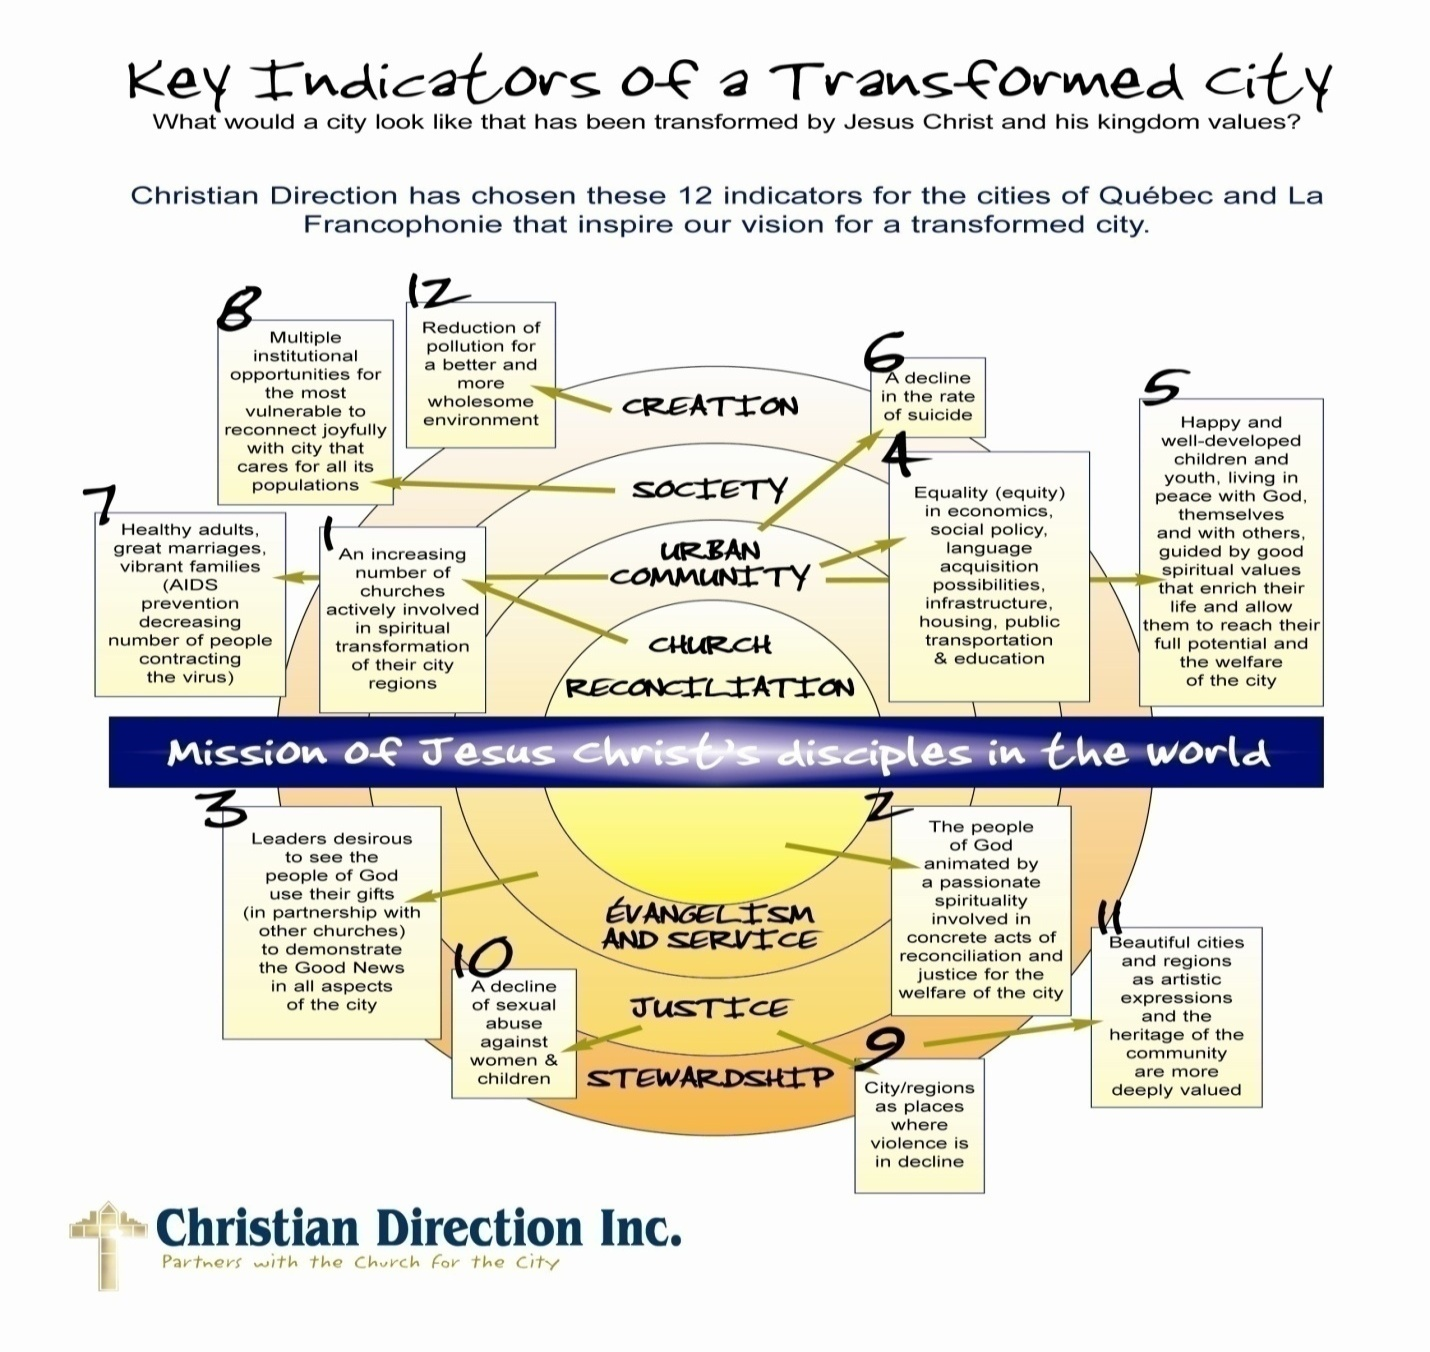 Key Indicators of a Transformed City
What would a city look like that has been transformed by Jesus Christ and his kingdom values?
Christian Direction has chosen these 12 indicators for the cities of Québec and La
Francophonie that inspire our vision for a transformed city.
8
Multiple
institutional
opportunities for
the most
vulnerable to
reconnect joyfully
with city that
cares for all its
populations
12
Reduction of
pollution for
a better and
more
wholesome
environment
6
A decline
in the rate
of suicide
5
Happy and
well-developed
children and
youth, living in
peace with God,
themselves
and with others,
guided by good
spiritual values
that enrich their
life and allow
them to reach their
full potential and
the welfare
of the city
4
Equality (equity)
in economics,
social policy,
language
acquisition
possibilities,
infrastructure,
housing, public
transportation
& education
7
Healthy adults,
great marriages,
vibrant families
(AIDS
prevention
decreasing
number of people
contracting
the virus)
1
An increasing
number of
churches
actively involved
in spiritual
transformation
of their city
regions
CREATION
SOCIETY
URBAN
COMMUNITY
CHURCH
RECONCILIATION
Mission of Jesus Christ's disciples in the world
3
Leaders desirous
to see the
people of God
use their gifts
(in partnership with
other churches)
to demonstrate
the Good News
in all aspects
of the city
2
The people
of God
animated by
a passionate
spirituality
involved in
concrete acts of
reconciliation and
justice for the
welfare of the city
ÉVANGELISM
AND SERVICE
JUSTICE
STEWARDSHIP
10
A decline
of sexual
abuse
against
women &
children
9
City/regions
as places
where
violence is
in decline
11
Beautiful cities
and regions
as artistic
expressions
and the
heritage of the
community
are more
deeply valued
Christian Direction Inc.
Partners with the Church for the City